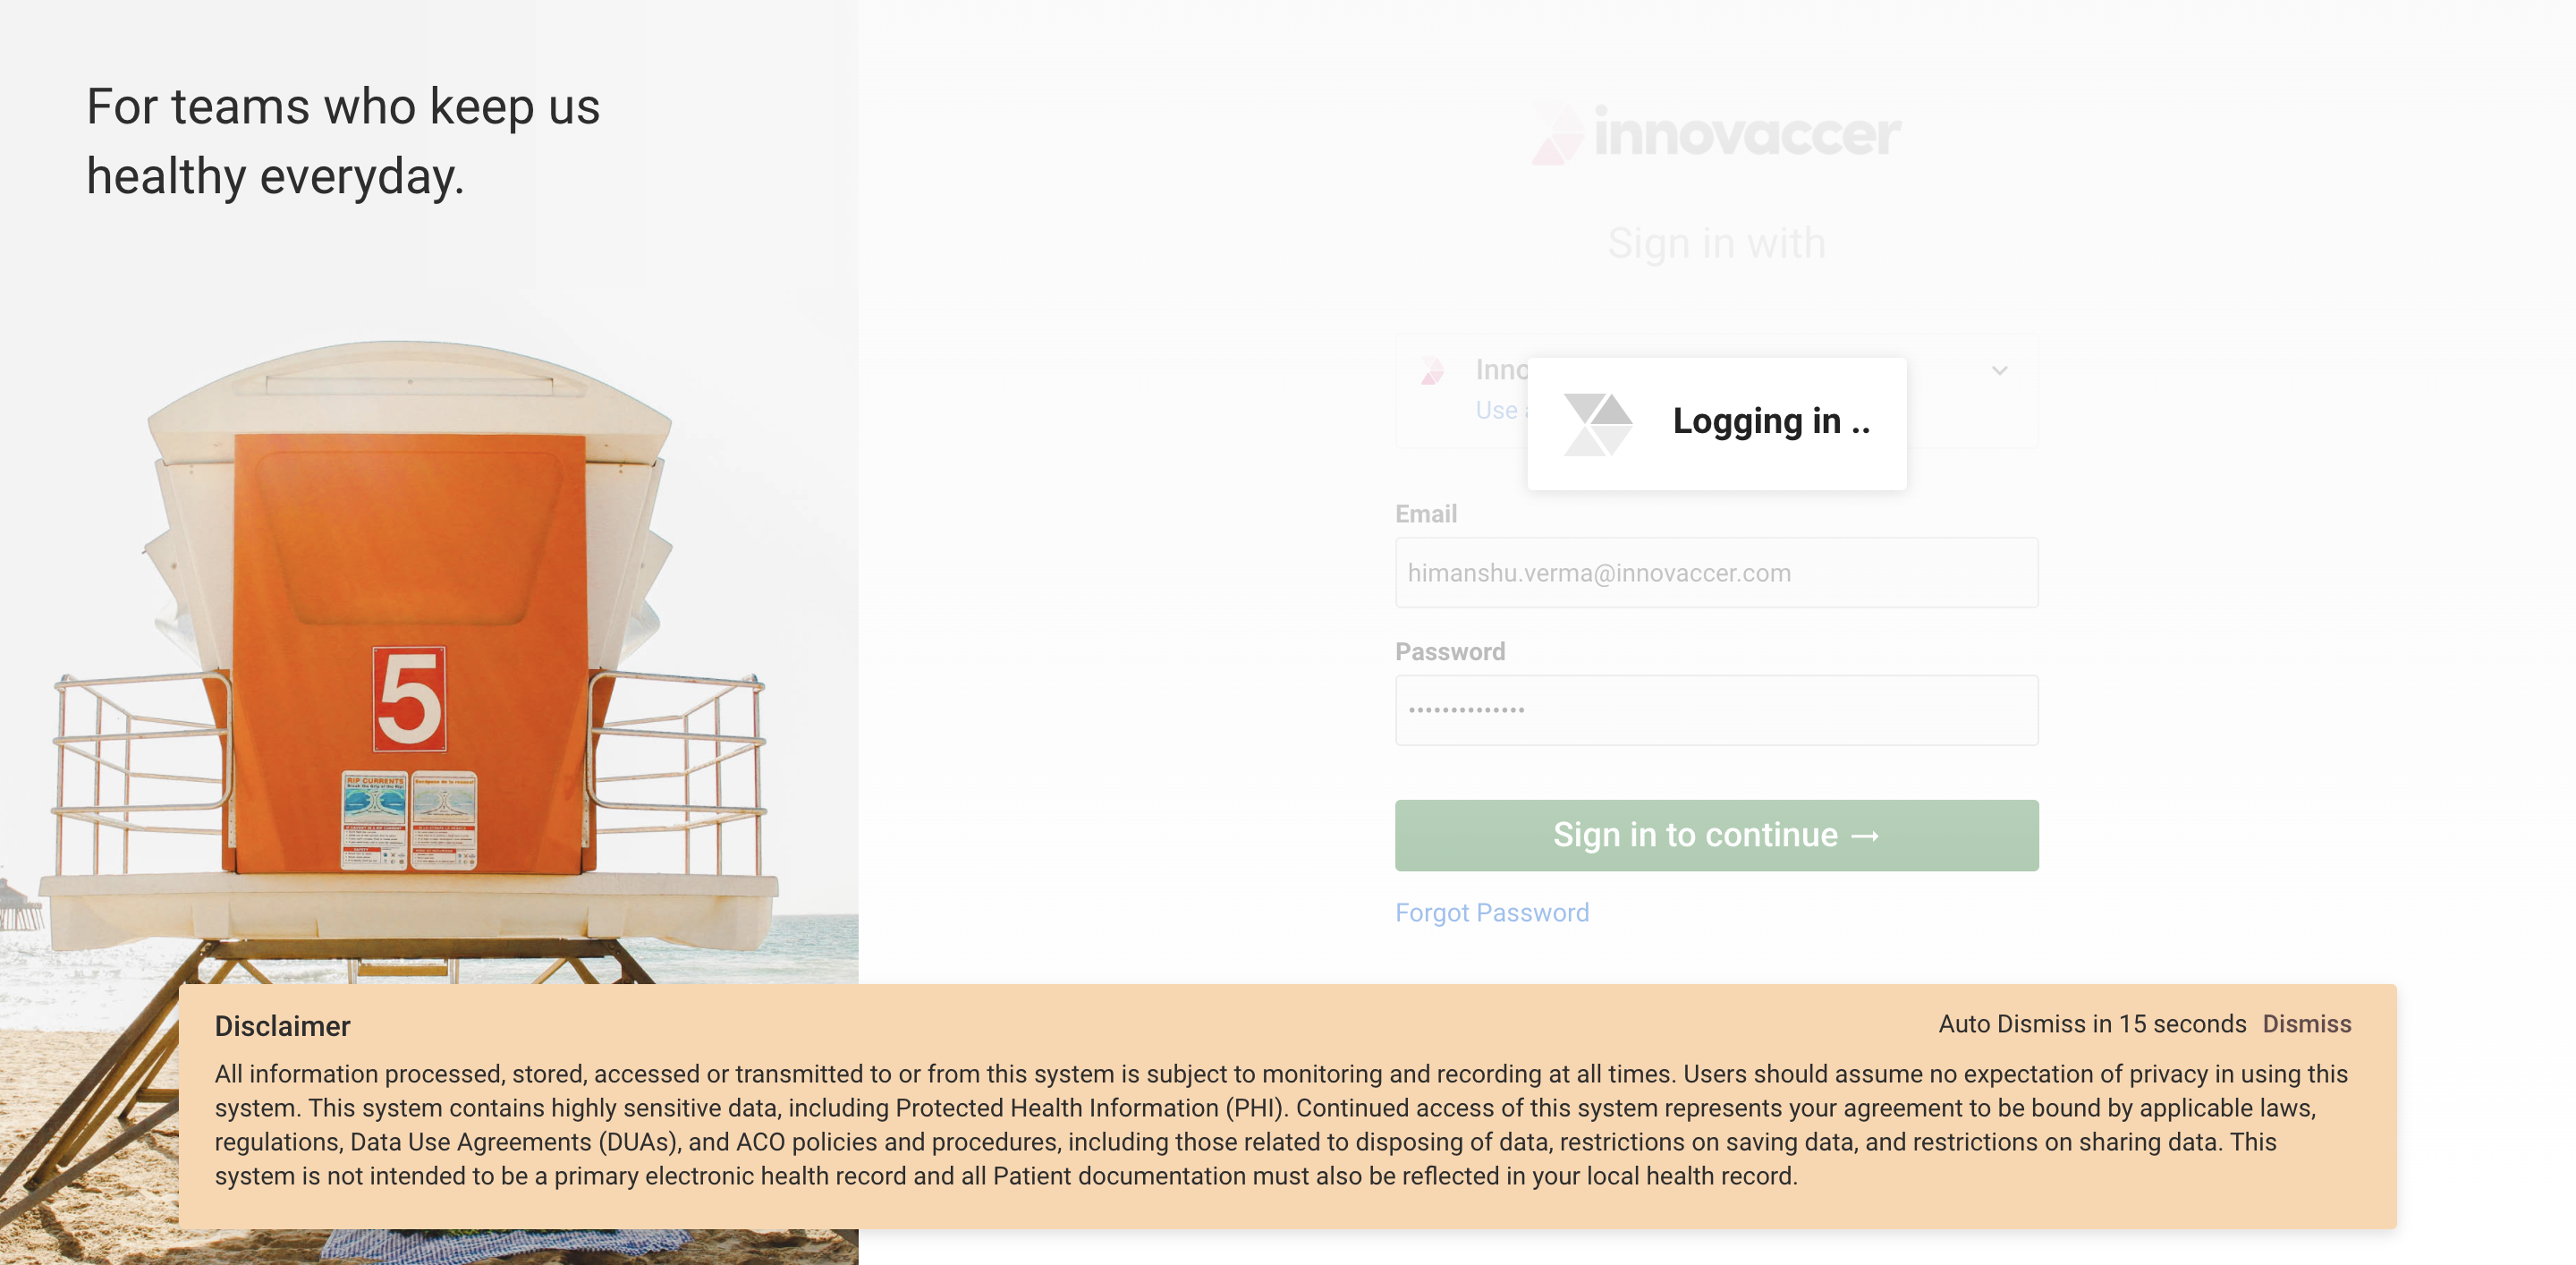 For teams who keep us
healthy everyday.
innovaccer
Sign in with
Inno
Use
Logging in ..
Email
himanshu.verma@innovaccer.com
Password
••••••••••••••
Sign in to continue →
Forgot Password
5
RIP CURRENTS
Disclaimer
Auto Dismiss in 15 seconds Dismiss
All information processed, stored, accessed or transmitted to or from this system is subject to monitoring and recording at all times. Users should assume no expectation of privacy in using this
system. This system contains highly sensitive data, including Protected Health Information (PHI). Continued access of this system represents your agreement to be bound by applicable laws,
regulations, Data Use Agreements (DUAs), and ACO policies and procedures, including those related to disposing of data, restrictions on saving data, and restrictions on sharing data. This
system is not intended to be a primary electronic health record and all Patient documentation must also be reflected in your local health record.